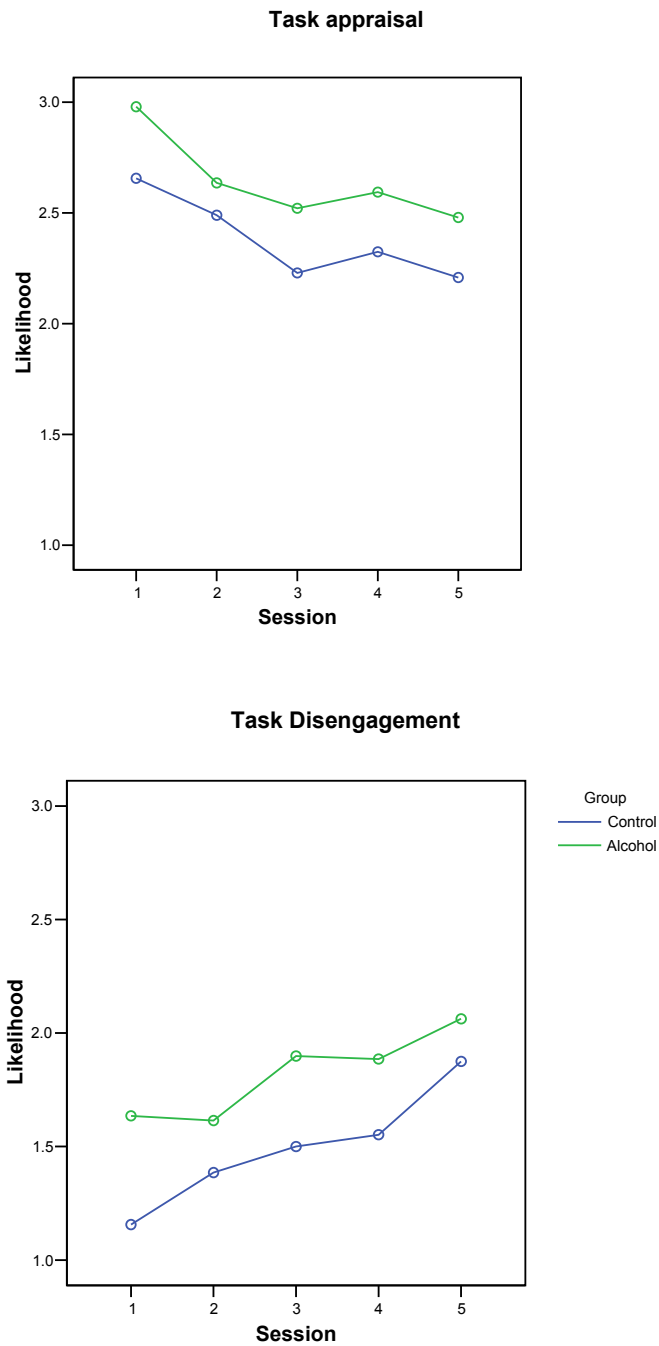 Task appraisal
3.0
2.5
2.0
1.5
1.0
Likelihood
1 2 3 4 5
Session
Task Disengagement
Group
Control
Alcohol
3.0
2.5
2.0
1.5
1.0
Likelihood
1 2 3 4 5
Session